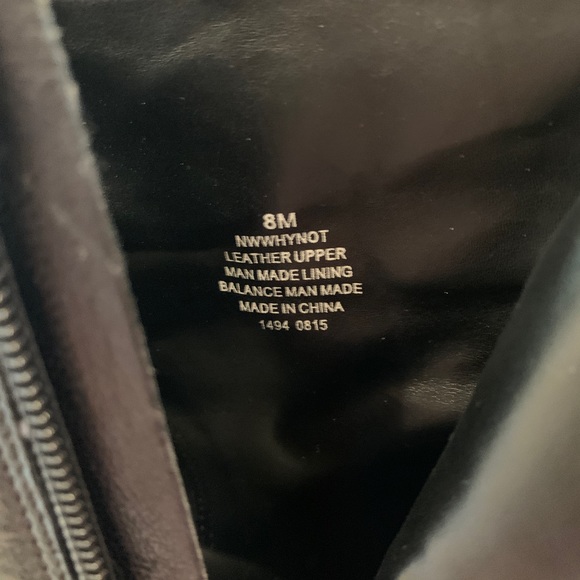 8M
NWWHYNOT
LEATHER UPPER
MAN MADE LINING
BALANCE MAN MADE
MADE IN CHINA
1494 0815